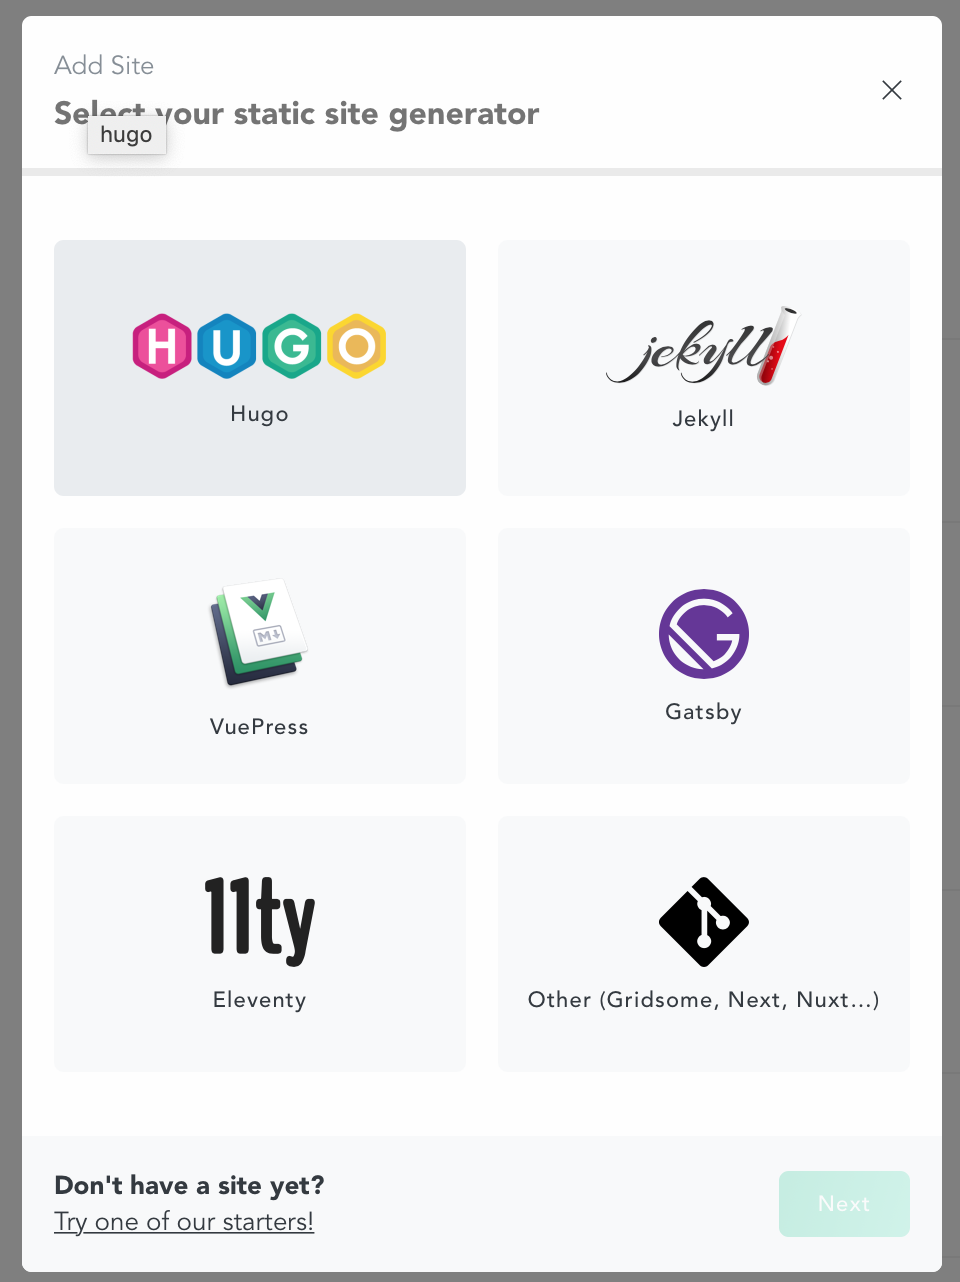 Add Site
Select your static site generator
hugo
HUGO
Hugo
jekyll
Jekyll
M
VuePress
Gatsby
11ty
Eleventy
Other (Gridsome, Next, Nuxt...)
Don't have a site yet?
Try one of our starters!
Next